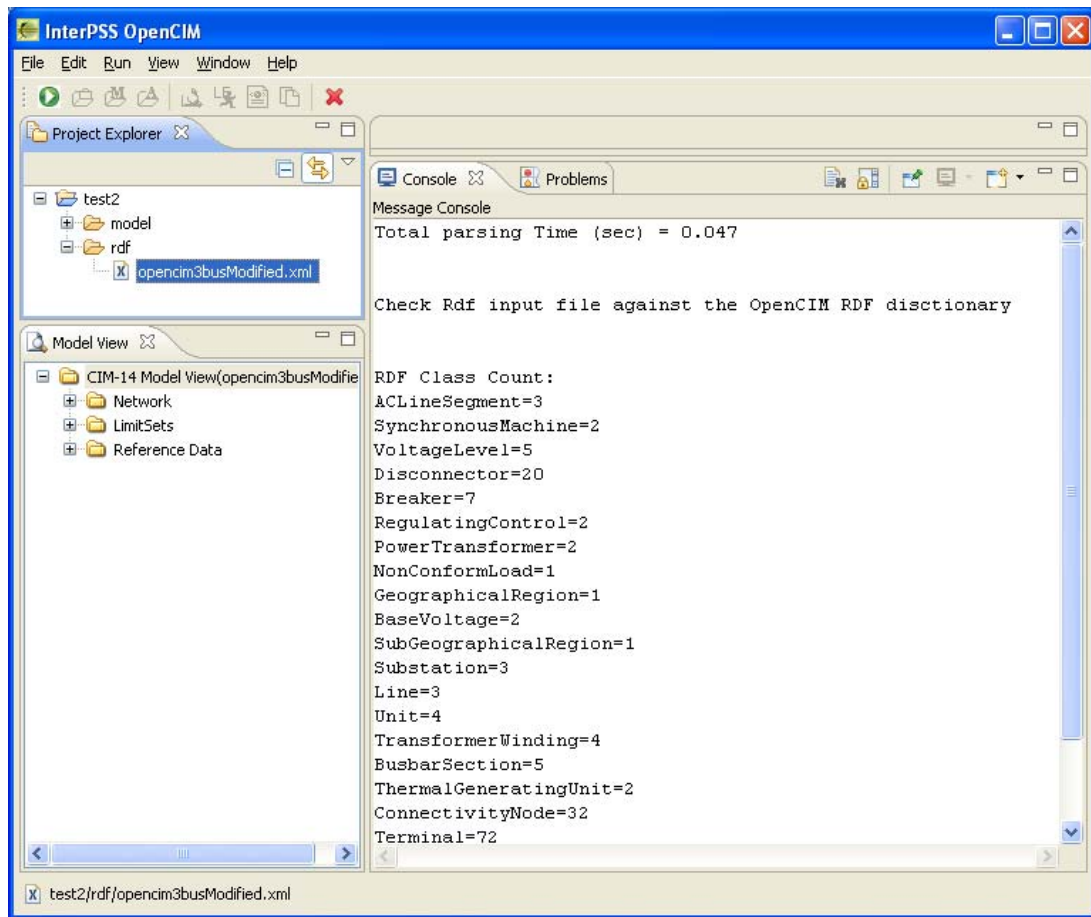 InterPSS OpenCIM
File Edit Run View Window Help
Project Explorer
test2
model
rdf
opencim3busModified.xml
Model View
CIM-14 Model View(opencim3busModifie
Network
LimitSets
Reference Data
Console Problems
Message Console
Total parsing Time (sec) = 0.047
Check Rdf input file against the OpenCIM RDF disctionary
RDF Class Count:
ACLineSegment=3
SynchronousMachine=2
VoltageLevel=5
Disconnector=20
Breaker=7
RegulatingControl=2
PowerTransformer=2
NonConformLoad=1
GeographicalRegion=1
BaseVoltage=2
SubGeographicalRegion=1
Substation=3
Line=3
Unit=4
TransformerWinding=4
BusbarSection=5
ThermalGeneratingUnit=2
ConnectivityNode=32
Terminal=72
test2/rdf/opencim3busModified.xml